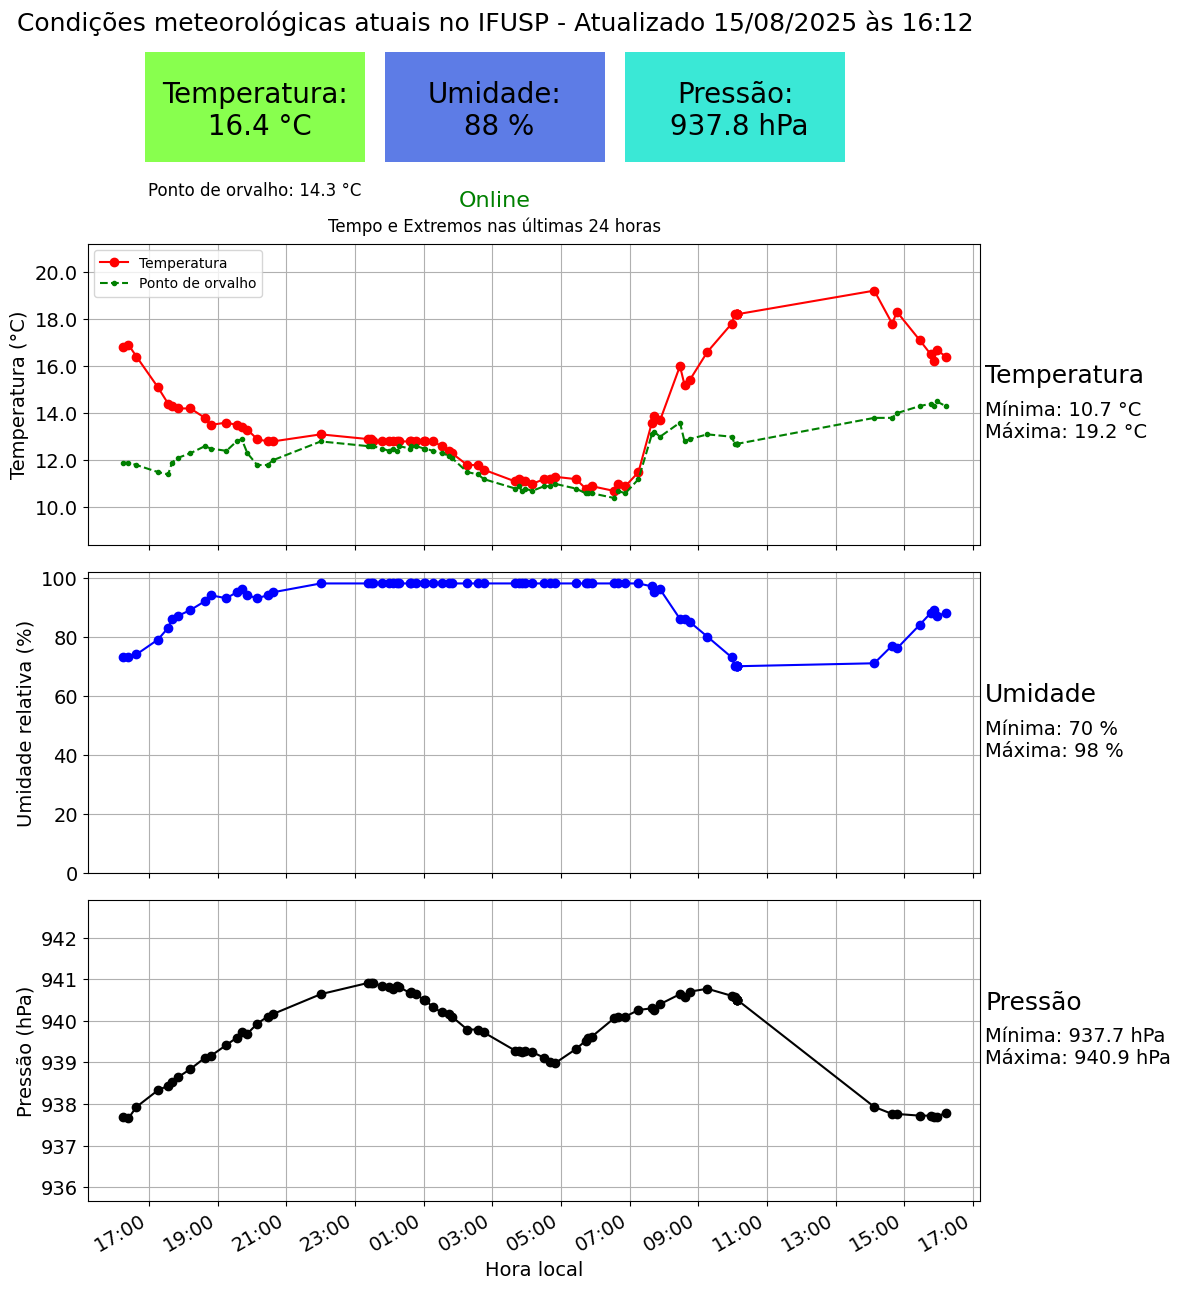 Condições meteorológicas atuais no IFUSP - Atualizado 15/08/2025 às 16:12
Temperatura:
16.4 °C
Umidade:
88 %
Pressão:
937.8 hPa
Ponto de orvalho: 14.3 °C
Online
Tempo e Extremos nas últimas 24 horas
Temperatura
Ponto de orvalho
Temperatura (°C)
20.0
18.0
16.0
14.0
12.0
10.0
Temperatura
Mínima: 10.7 °C
Máxima: 19.2 °C
Umidade relativa (%)
100
80
60
40
20
0
Umidade
Mínima: 70 %
Máxima: 98 %
Pressão (hPa)
942
941
940
939
938
937
936
Pressão
Mínima: 937.7 hPa
Máxima: 940.9 hPa
17:00 19:00 21:00 23:00 01:00 03:00 05:00 07:00 09:00 11:00 13:00 15:00 17:00
Hora local